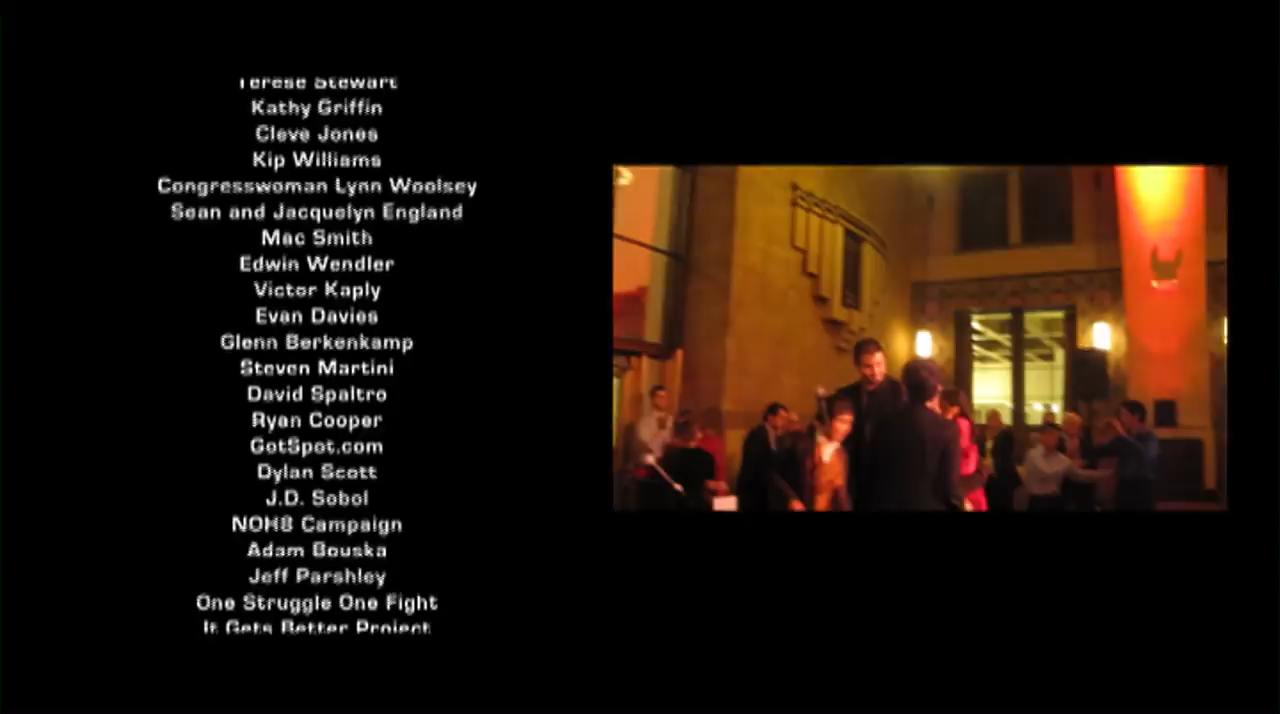 Terese Stewart
Kathy Griffin
Cleve Jones
Kip Williams
Congresswoman Lynn Woolsey
Sean and Jacquelyn England
Mac Smith
Edwin Wendler
Victor Kaply
Evan Davies
Glenn Berkenkamp
Steven Martini
David Spaltro
Ryan Cooper
GotSpot.com
Dylan Scott
J.D. Sobol
NOH8 Campaign
Adam Bouska
Jeff Parshley
One Struggle One Fight
It Gets Better Project